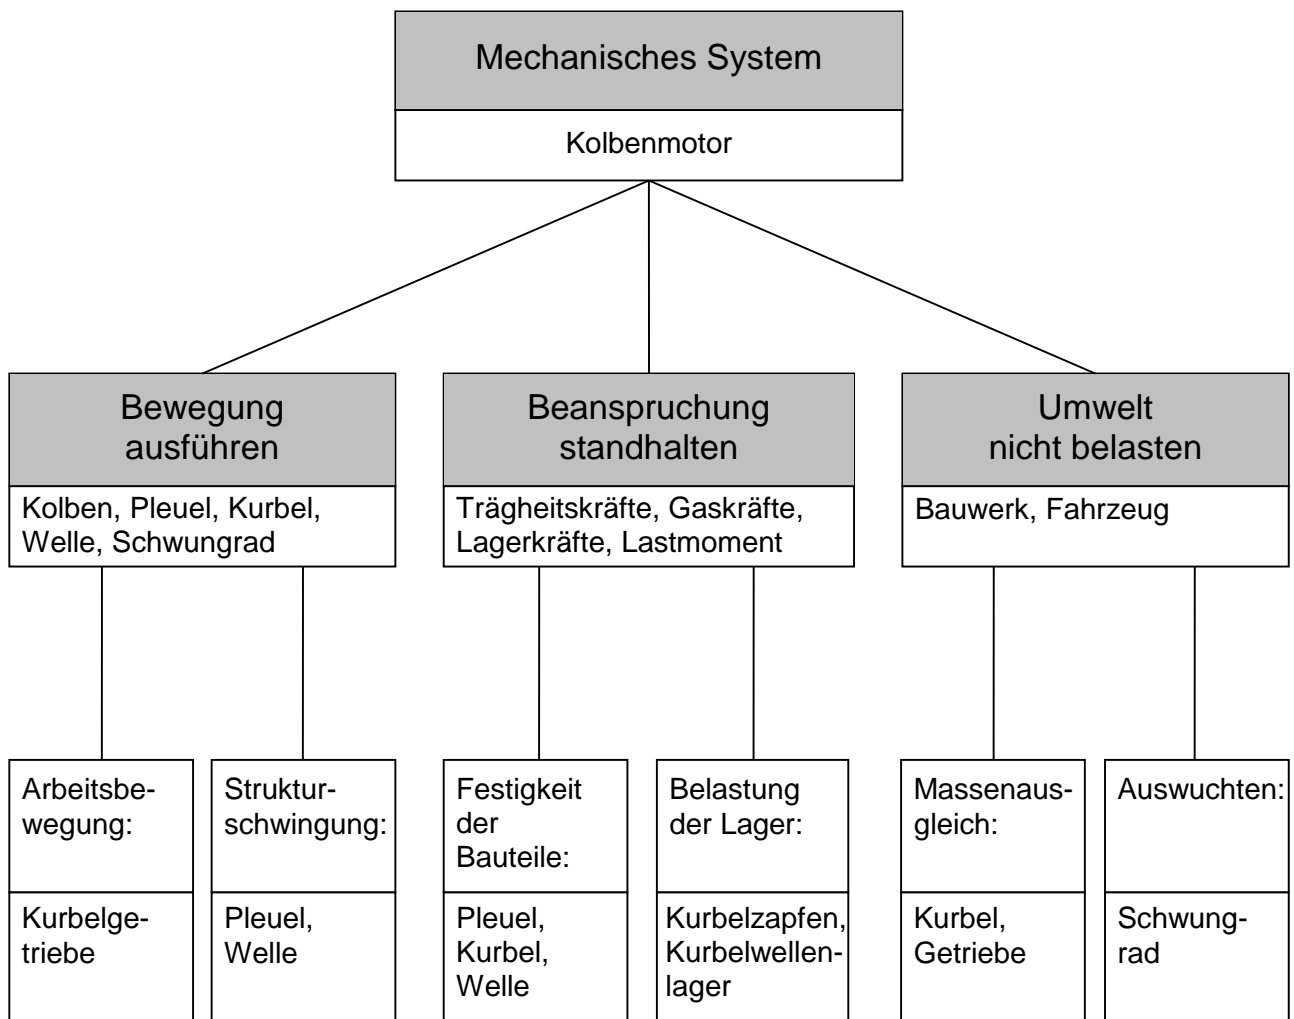 Mechanisches System
Kolbenmotor
Bewegung
ausführen
Kolben, Pleuel, Kurbel,
Welle, Schwungrad
Beanspruchung
standhalten
Trägheitskräfte, Gaskräfte,
Lagerkräfte, Lastmoment
Umwelt
nicht belasten
Bauwerk, Fahrzeug
Arbeitsbe-
wegung:
Kurbelge-
triebe
Struktur-
schwingung:
Pleuel,
Welle
Festigkeit
der
Bauteile:
Pleuel,
Kurbel,
Welle
Belastung
der Lager:
Kurbelzapfen,
Kurbelwellen-
lager
Massenaus-
gleich:
Kurbel,
Getriebe
Auswuchten:
Schwung-
rad